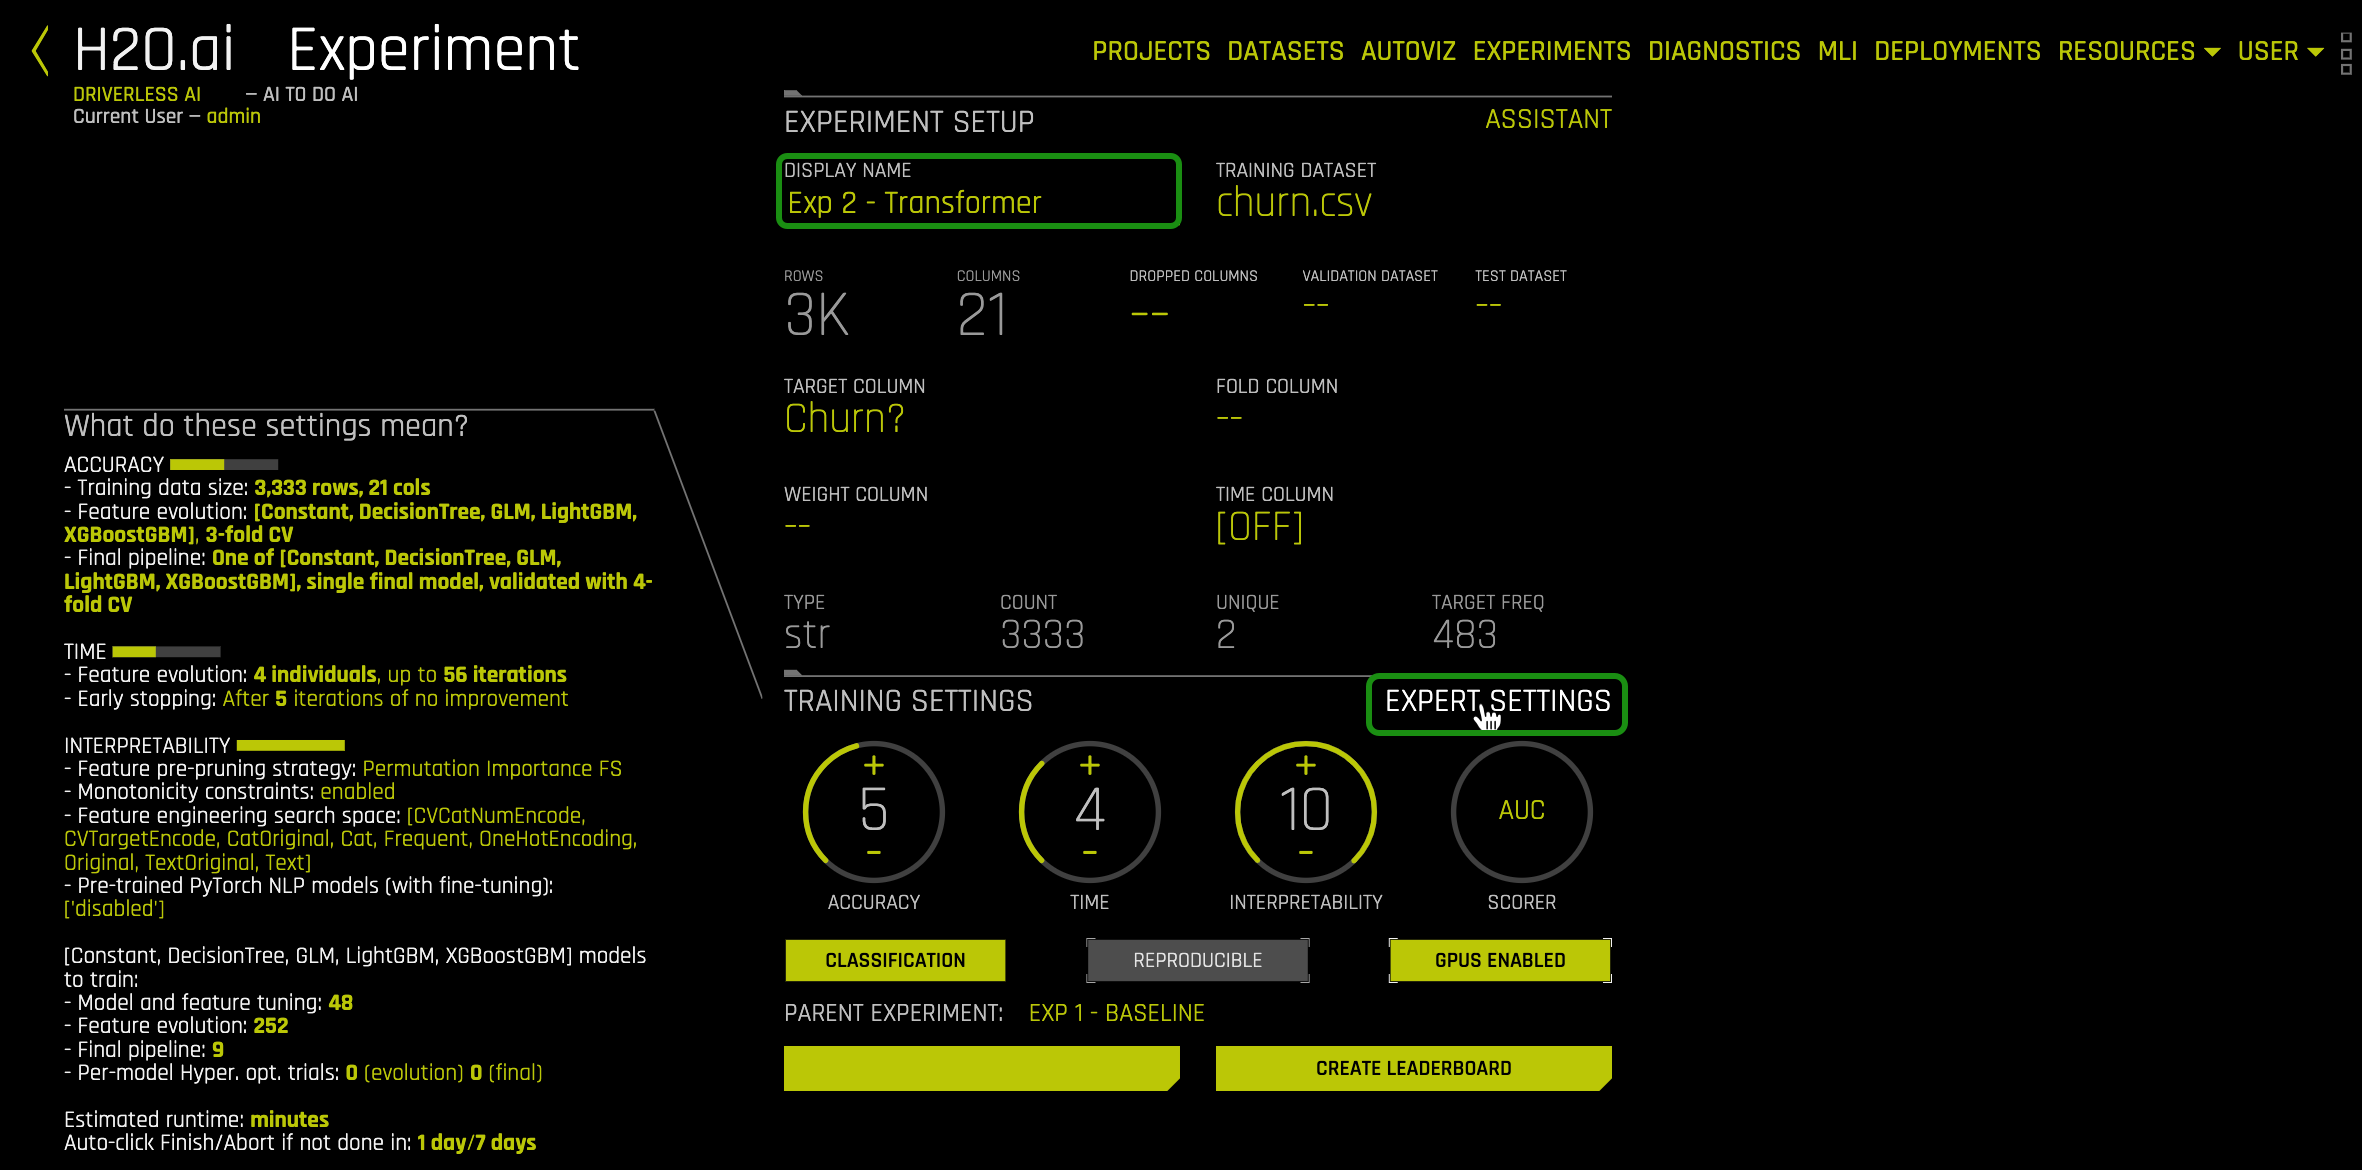 H2O.ai Experiment
DRIVERLESS AI – AI TO DO AI
Current User – admin
PROJECTS DATASETS AUTOVIZ EXPERIMENTS DIAGNOSTICS MLI DEPLOYMENTS RESOURCES USER
EXPERIMENT SETUP ASSISTANT
DISPLAY NAME TRAINING DATASET
Exp 2 - Transformer churn.csv
ROWS COLUMNS DROPPED COLUMNS VALIDATION DATASET TEST DATASET
3K 21 -- -- --
TARGET COLUMN FOLD COLUMN
Churn? --
WEIGHT COLUMN TIME COLUMN
-- [OFF]
TYPE COUNT UNIQUE TARGET FREQ
str 3333 2 483
What do these settings mean?
ACCURACY
- Training data size: 3,333 rows, 21 cols
- Feature evolution: [Constant, DecisionTree, GLM, LightGBM,
XGBoostGBM], 3-fold CV
- Final pipeline: One of [Constant, DecisionTree, GLM,
LightGBM, XGBoostGBM], single final model, validated with 4-
fold CV
TIME
- Feature evolution: 4 individuals, up to 56 iterations
- Early stopping: After 5 iterations of no improvement
INTERPRETABILITY
- Feature pre-pruning strategy: Permutation Importance FS
- Monotonicity constraints: enabled
- Feature engineering search space: [CVCatNumEncode,
CVTargetEncode, CatOriginal, Cat, Frequent, OneHotEncoding,
Original, TextOriginal, Text]
- Pre-trained PyTorch NLP models (with fine-tuning):
['disabled']
[Constant, DecisionTree, GLM, LightGBM, XGBoostGBM] models
to train:
- Model and feature tuning: 48
- Feature evolution: 252
- Final pipeline: 9
- Per-model Hyper. opt. trials: 0 (evolution) 0 (final)
Estimated runtime: minutes
Auto-click Finish/Abort if not done in: 1 day/7 days
TRAINING SETTINGS EXPERT SETTINGS
+ + +
5 4 10 AUC
- - -
ACCURACY TIME INTERPRETABILITY SCORER
CLASSIFICATION REPRODUCIBLE GPUS ENABLED
PARENT EXPERIMENT: EXP 1 - BASELINE
CREATE LEADERBOARD